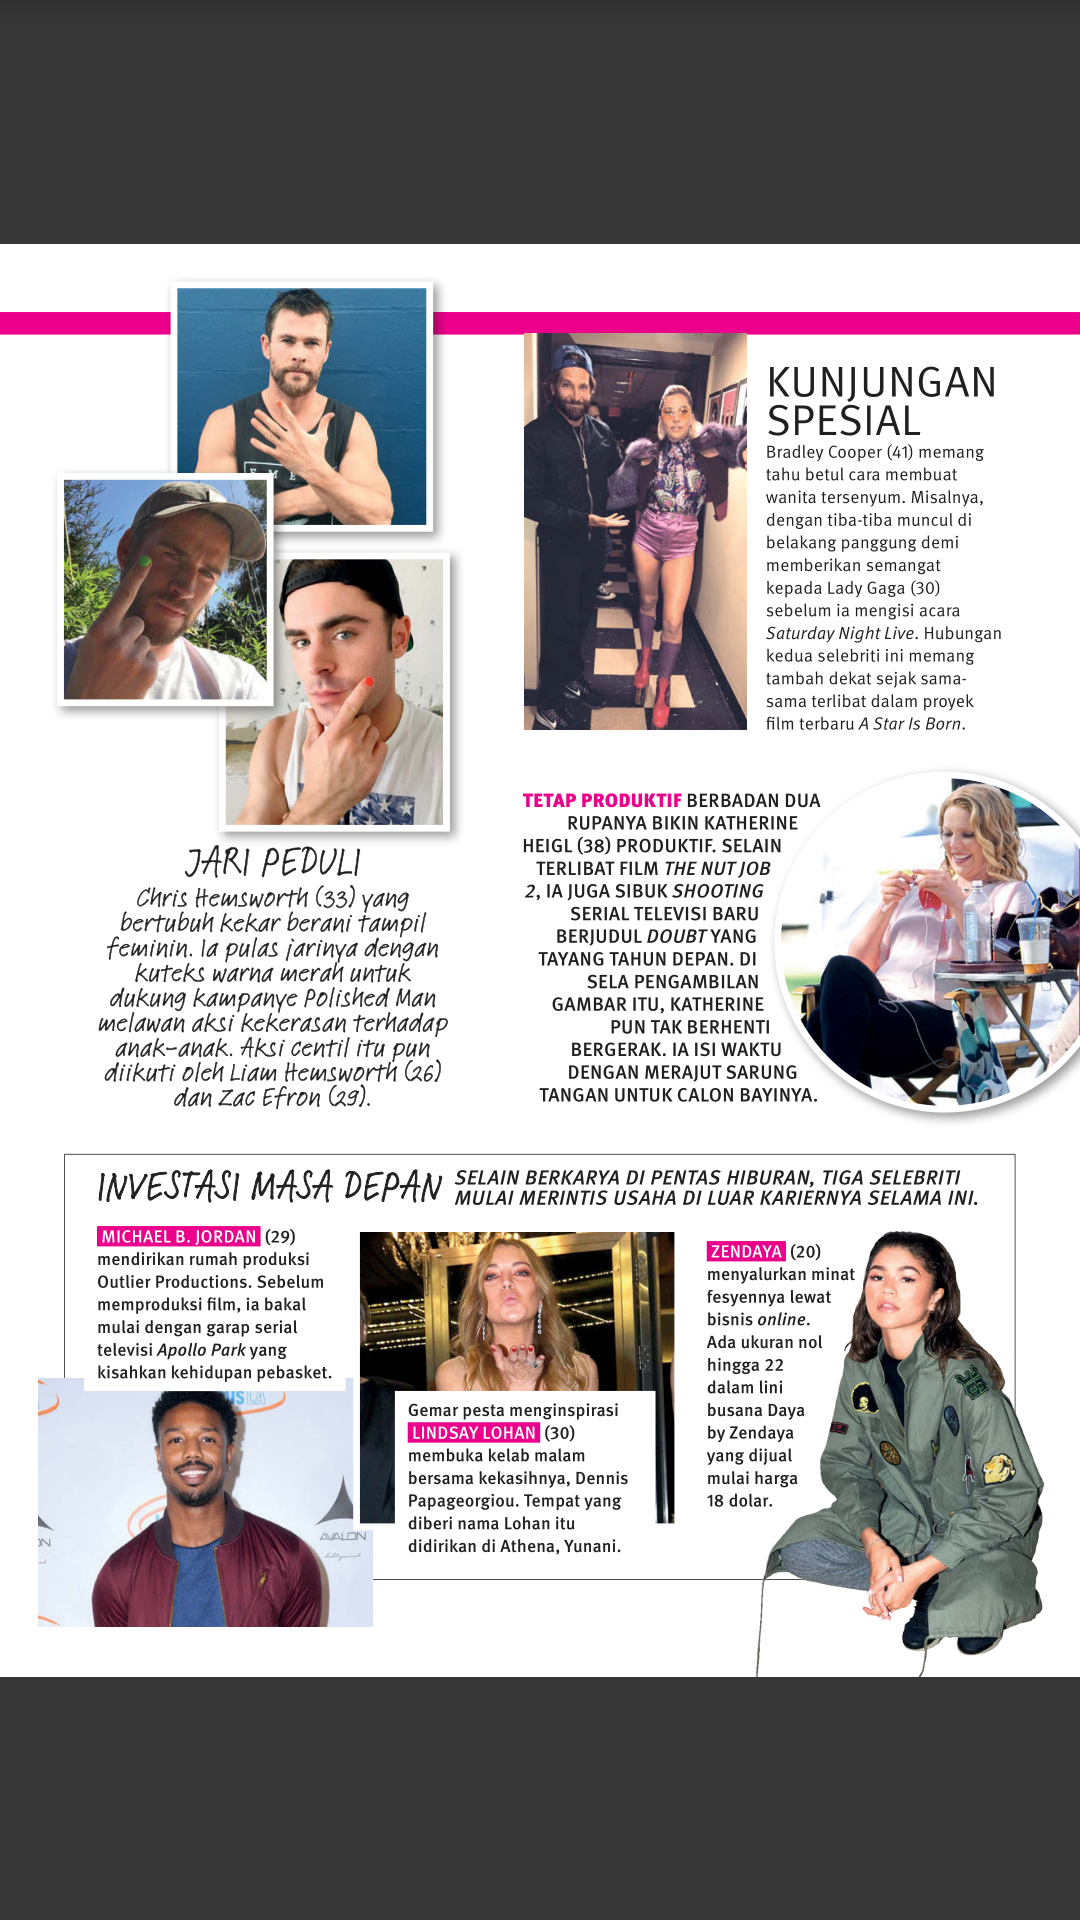 KUNJUNGAN
SPESIAL
Bradley Cooper (41) memang
tahu betul cara membuat
wanita tersenyum. Misalnya,
dengan tiba-tiba muncul di
belakang panggung demi
memberikan semangat
kepada Lady Gaga (30)
sebelum ia mengisi acara
Saturday Night Live. Hubungan
kedua selebriti ini memang
tambah dekat sejak sama-
sama terlibat dalam proyek
film terbaru A Star Is Born.
JARI PEDULI
Chris Hemsworth (33) yang
bertubuh kekar berani tampil
feminin. Ia pulas jarinya dengan
kuteks warna merah untuk
dukung kampanye Polished Man
melawan aksi kekerasan terhadap
anak-anak. Aksi centil itu pun
diikuti oleh Liam Hemsworth (26)
dan Zac Efron (29).
TETAP PRODUKTIF BERBADAN DUA
RUPANYA BIKIN KATHERINE
HEIGL (38) PRODUKTIF. SELAIN
TERLIBAT FILM THE NUT JOB
2, IA JUGA SIBUK SHOOTING
SERIAL TELEVISI BARU
BERJUDUL DOUBT YANG
TAYANG TAHUN DEPAN. DI
SELA PENGAMBILAN
GAMBAR ITU, KATHERINE
PUN TAK BERHENTI
BERGERAK. IA ISI WAKTU
DENGAN MERAJUT SARUNG
TANGAN UNTUK CALON BAYINYA.
INVESTASI MASA DEPAN
SELAIN BERKARYA DI PENTAS HIBURAN, TIGA SELEBRITI
MULAI MERINTIS USAHA DI LUAR KARIERNYA SELAMA INI.
MICHAEL B. JORDAN (29)
mendirikan rumah produksi
Outlier Productions. Sebelum
memproduksi film, ia bakal
mulai dengan garap serial
televisi Apollo Park yang
kisahkan kehidupan pebasket.
AVALON
hollywood
Gemar pesta menginspirasi
LINDSAY LOHAN (30)
membuka kelab malam
bersama kekasihnya, Dennis
Papageorgiou. Tempat yang
diberi nama Lohan itu
didirikan di Athena, Yunani.
ZENDAYA (20)
menyalurkan minat
fesyennya lewat
bisnis online.
Ada ukuran nol
hingga 22
dalam lini
busana Daya
by Zendaya
yang dijual
mulai harga
18 dolar.